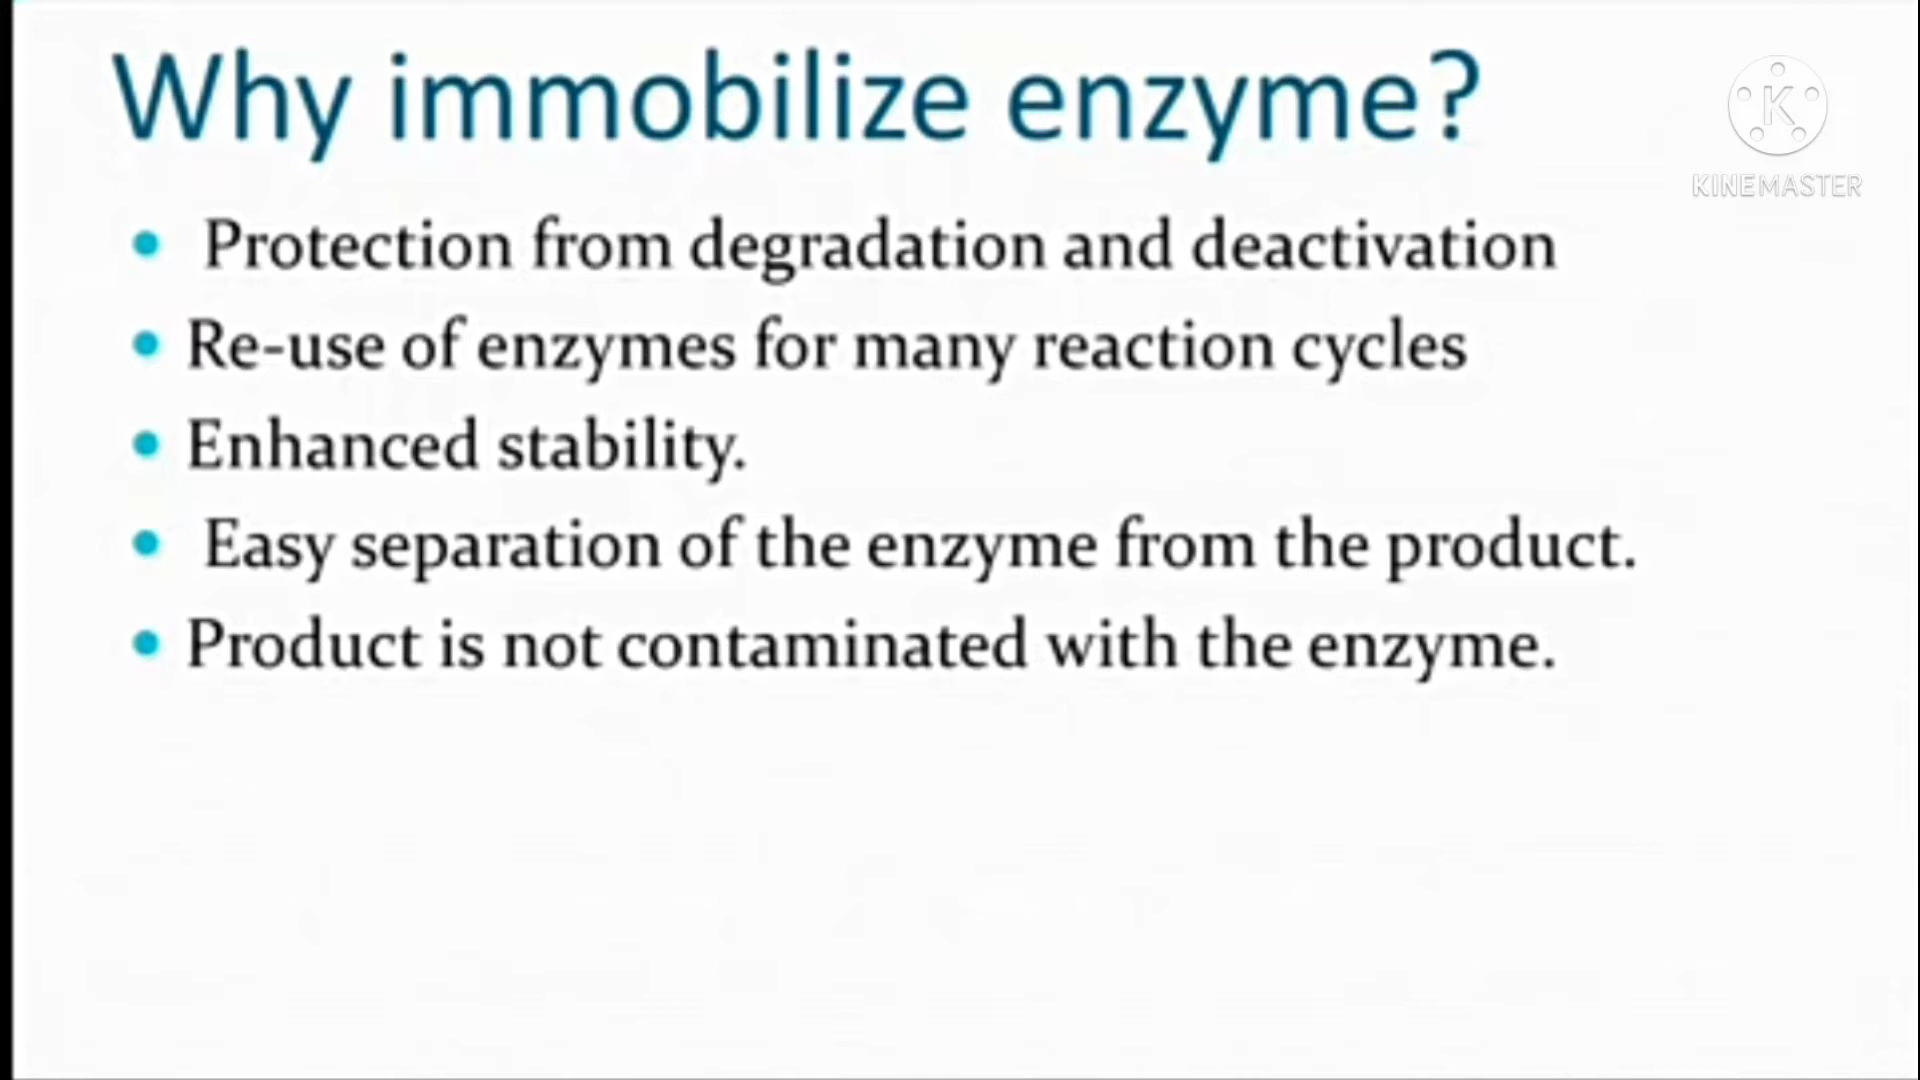 Why immobilize enzyme?
K
KINEMASTER
Protection from degradation and deactivation
Re-use of enzymes for many reaction cycles
Enhanced stability.
Easy separation of the enzyme from the product.
Product is not contaminated with the enzyme.